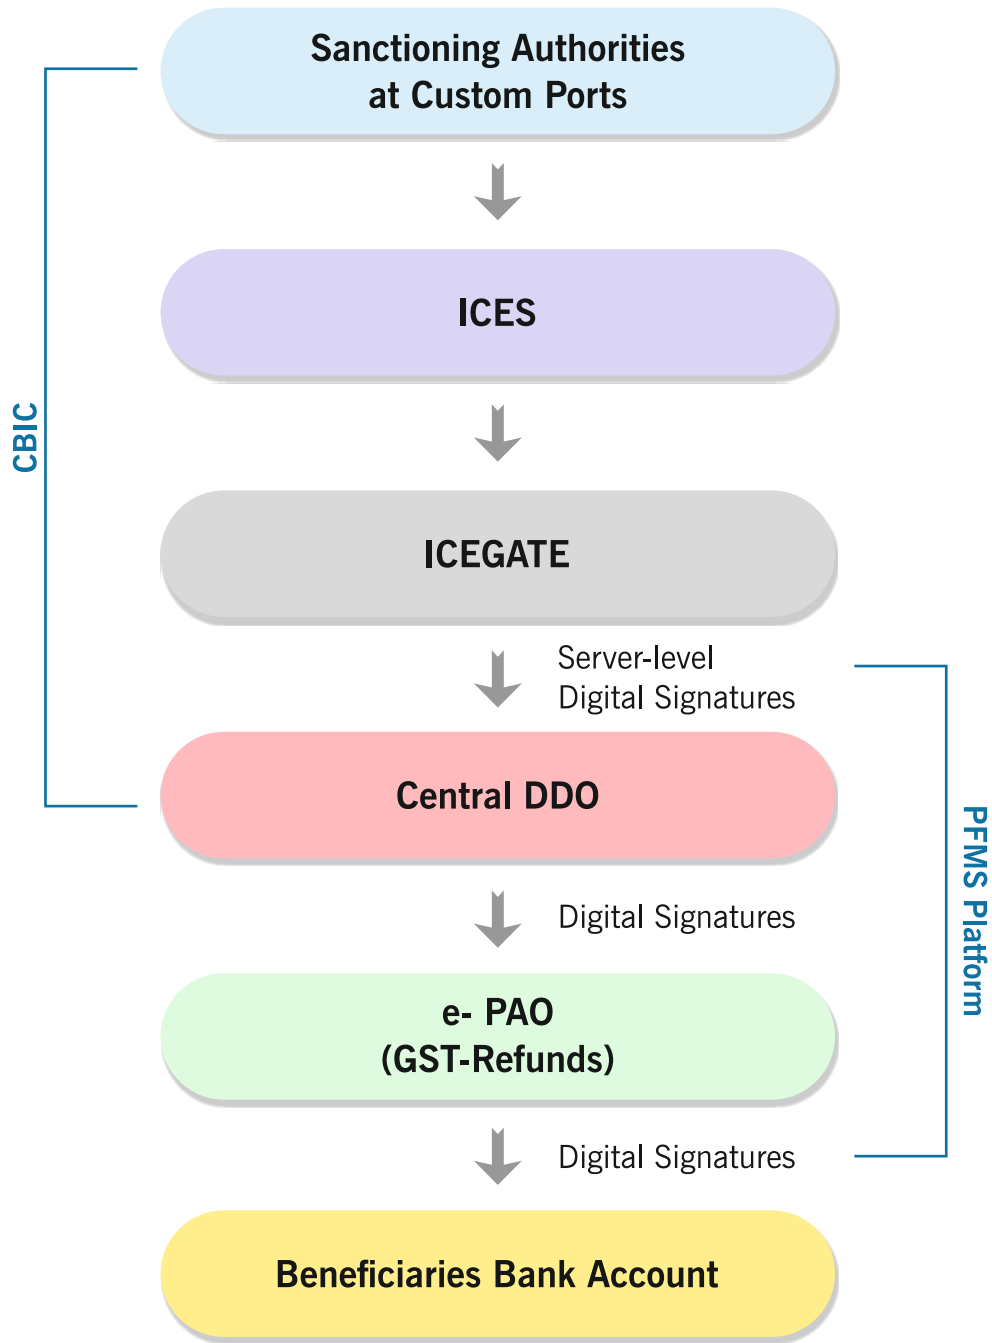 Sanctioning Authorities
at Custom Ports
ICES
CBIC
ICEGATE
Server-level
Digital Signatures
Central DDO
PFMS Platform
Digital Signatures
e- PAO
(GST-Refunds)
Digital Signatures
Beneficiaries Bank Account